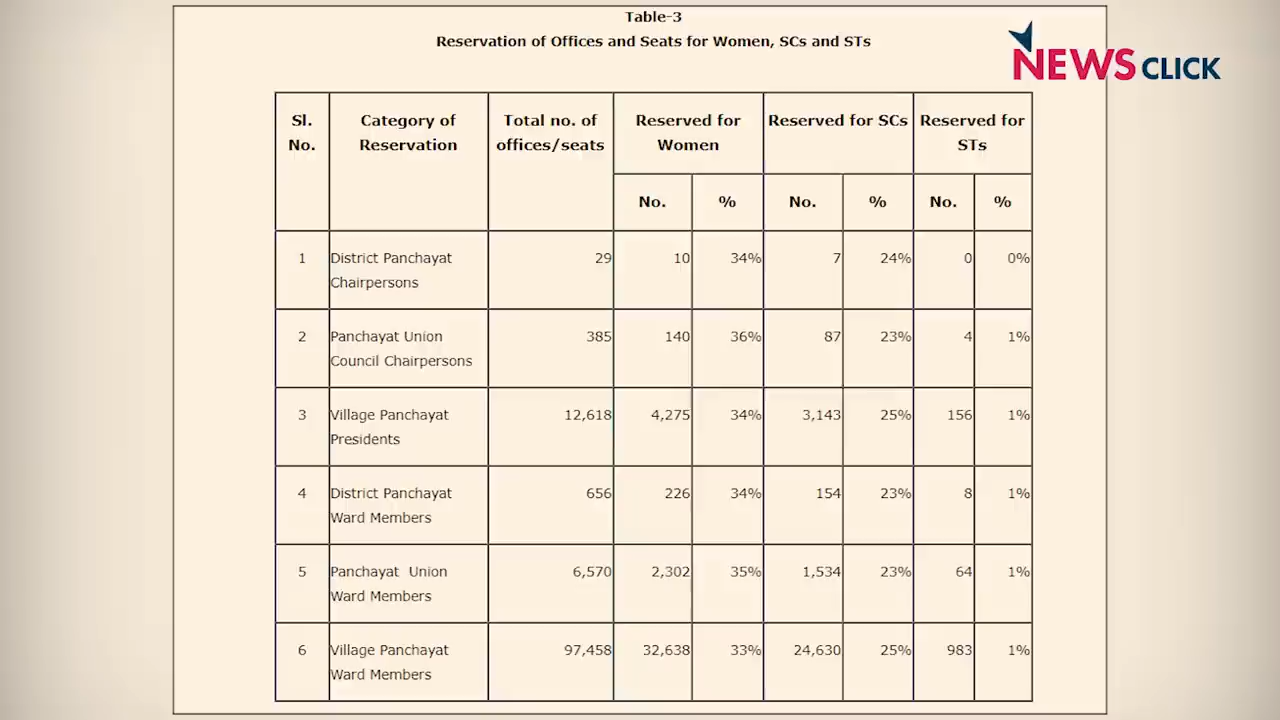 Table-3
Reservation of Offices and Seats for Women, SCs and STs
NEWSCLICK
Sl. No. Category of Reservation Total no. of offices/seats Reserved for Women Reserved for SCs Reserved for STs
No. % No. % No. %
1 District Panchayat Chairpersons 29 10 34% 7 24% 0 0%
2 Panchayat Union Council Chairpersons 385 140 36% 87 23% 4 1%
3 Village Panchayat Presidents 12,618 4,275 34% 3,143 25% 156 1%
4 District Panchayat Ward Members 656 226 34% 154 23% 8 1%
5 Panchayat Union Ward Members 6,570 2,302 35% 1,534 23% 64 1%
6 Village Panchayat Ward Members 97,458 32,638 33% 24,630 25% 983 1%